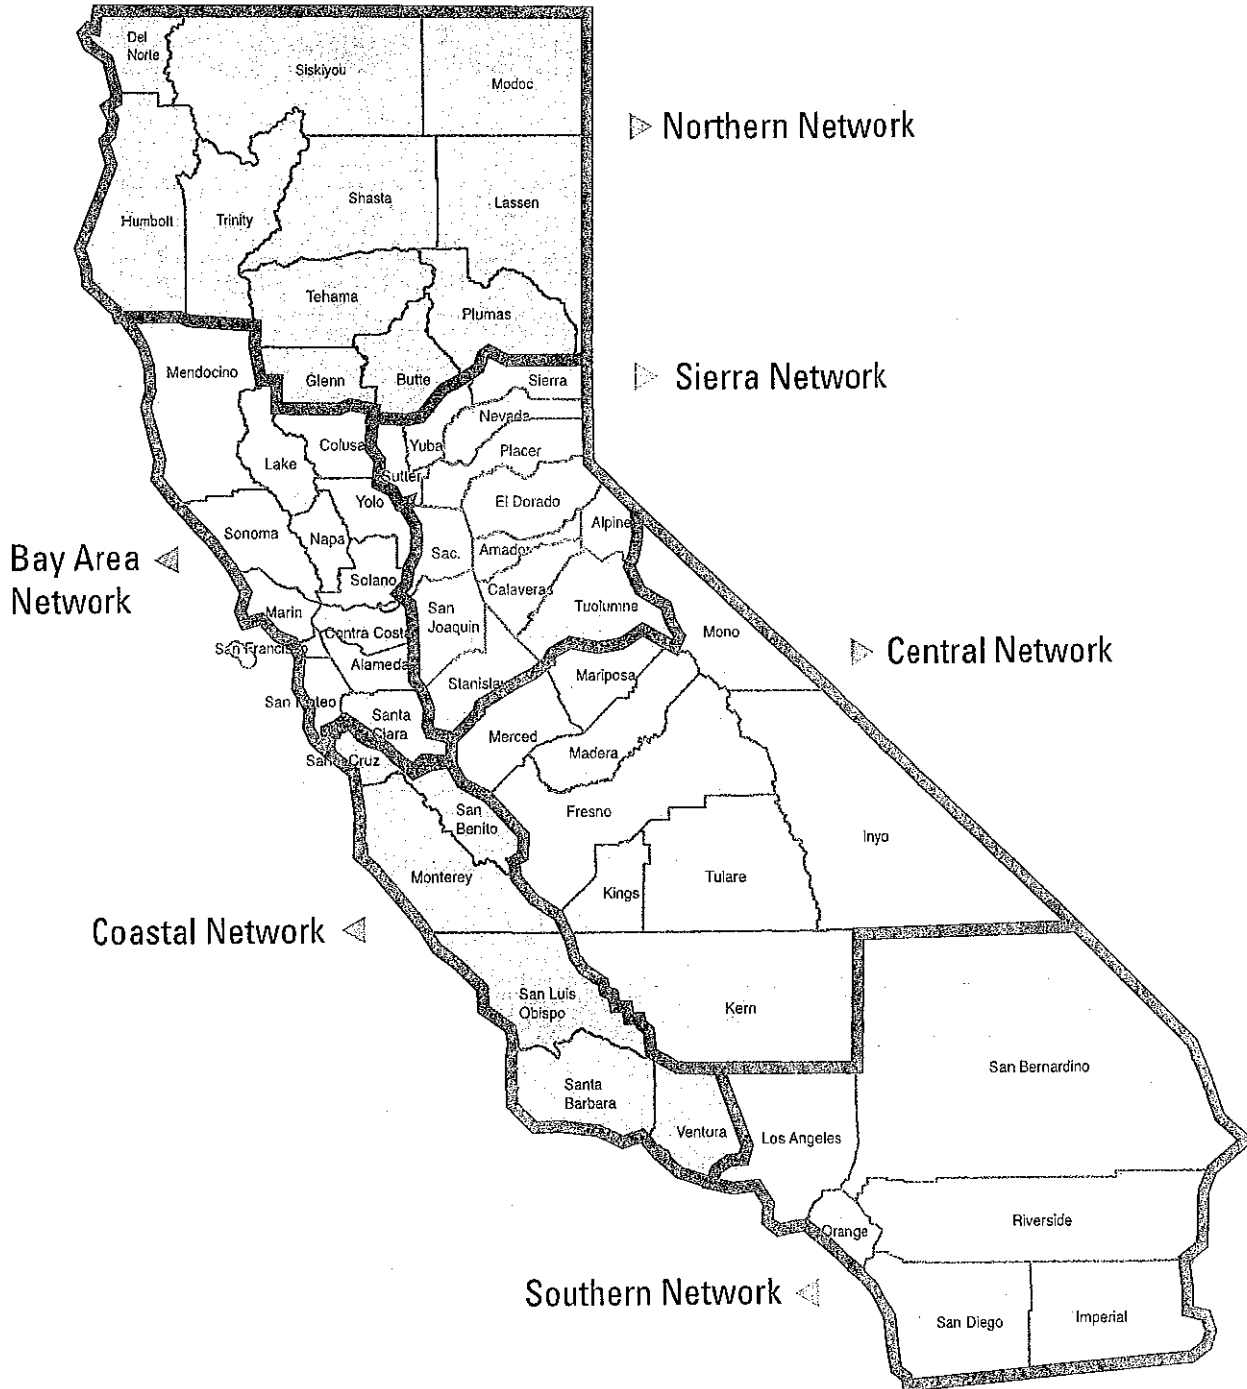 Del
Norte
Siskiyou
Modoc
Northern Network
Humbolt
Trinity
Shasta
Lassen
Tehama
Plumas
Mendocino
Glenn
Butte
Sierra
Sierra Network
Nevada
Colusa
Yuba
Placer
Lake
Sutter
Yolo
El Dorado
Sonoma
Napa
Alpine
Sac.
Amador
Bay Area
Network
Solano
Calaveras
Marin
San
Joaquin
Tuolumne
Contra Costa
Mono
San Francisco
Alameda
Central Network
Stanislau
Mariposa
San Mateo
Santa
Clara
Merced
Madera
Santa Cruz
San
Benito
Fresno
Inyo
Monterey
Kings
Tulare
Coastal Network
San Luis
Obispo
Kern
San Bernardino
Santa
Barbara
Ventura
Los Angeles
Orange
Riverside
Southern Network
San Diego
Imperial